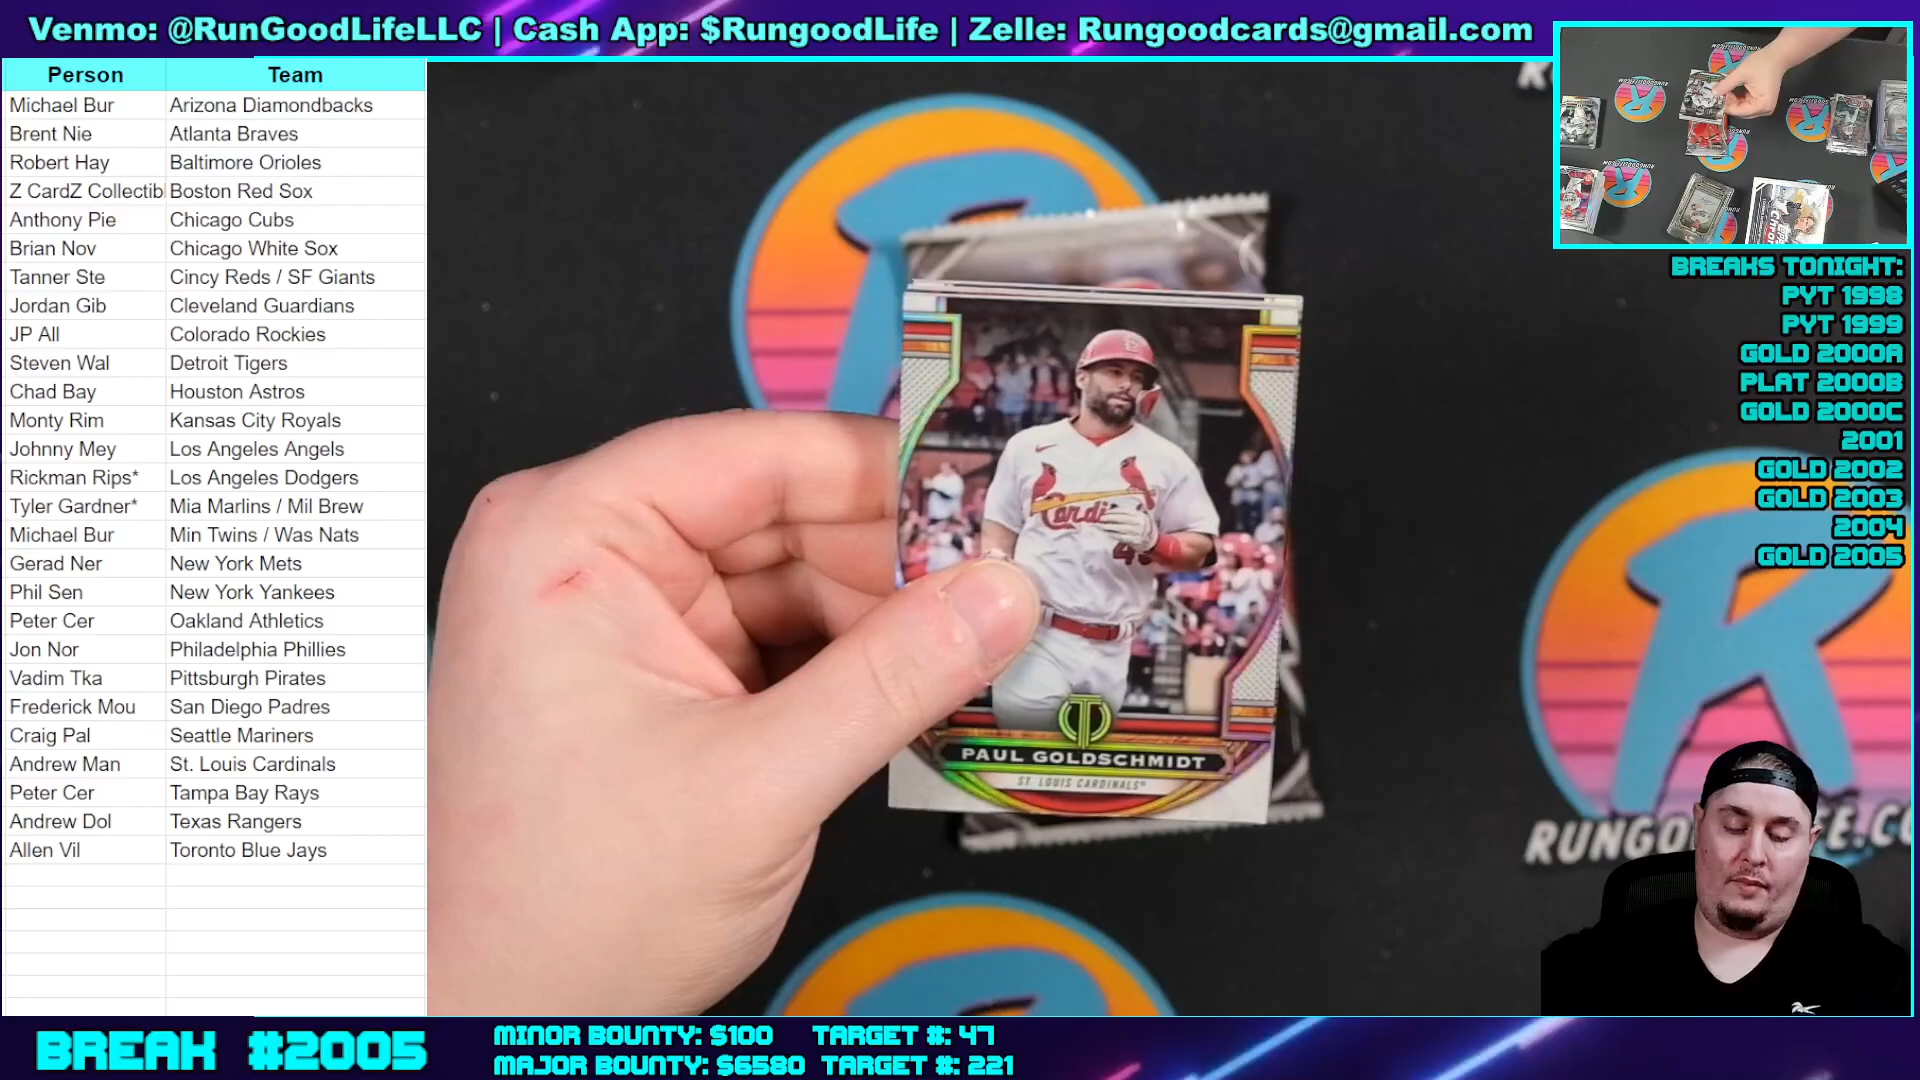 Venmo: @RunGoodLifeLLC | Cash App: $RungoodLife | Zelle: Rungoodcards@gmail.com
Person Team
Michael Bur Arizona Diamondbacks
Brent Nie Atlanta Braves
Robert Hay Baltimore Orioles
Z CardZ Collectibl Boston Red Sox
Anthony Pie Chicago Cubs
Brian Nov Chicago White Sox
Tanner Ste Cincy Reds / SF Giants
Jordan Gib Cleveland Guardians
JP All Colorado Rockies
Steven Wal Detroit Tigers
Chad Bay Houston Astros
Monty Rim Kansas City Royals
Johnny Mey Los Angeles Angels
Rickman Rips* Los Angeles Dodgers
Tyler Gardner* Mia Marlins / Mil Brew
Michael Bur Min Twins / Was Nats
Gerad Ner New York Mets
Phil Sen New York Yankees
Peter Cer Oakland Athletics
Jon Nor Philadelphia Phillies
Vadim Tka Pittsburgh Pirates
Frederick Mou San Diego Padres
Craig Pal Seattle Mariners
Andrew Man St. Louis Cardinals
Peter Cer Tampa Bay Rays
Andrew Dol Texas Rangers
Allen Vil Toronto Blue Jays
PAUL GOLDSCHMIDT
ST. LOUIS CARDINALS
BREAKS TONIGHT:
PYT 1998
PYT 1999
GOLD 2000A
PLAT 2000B
GOLD 2000C
2001
GOLD 2002
GOLD 2003
2004
GOLD 2005
BREAK #2005
MINOR BOUNTY: $100 TARGET #: 47
MAJOR BOUNTY: $6580 TARGET #: 221